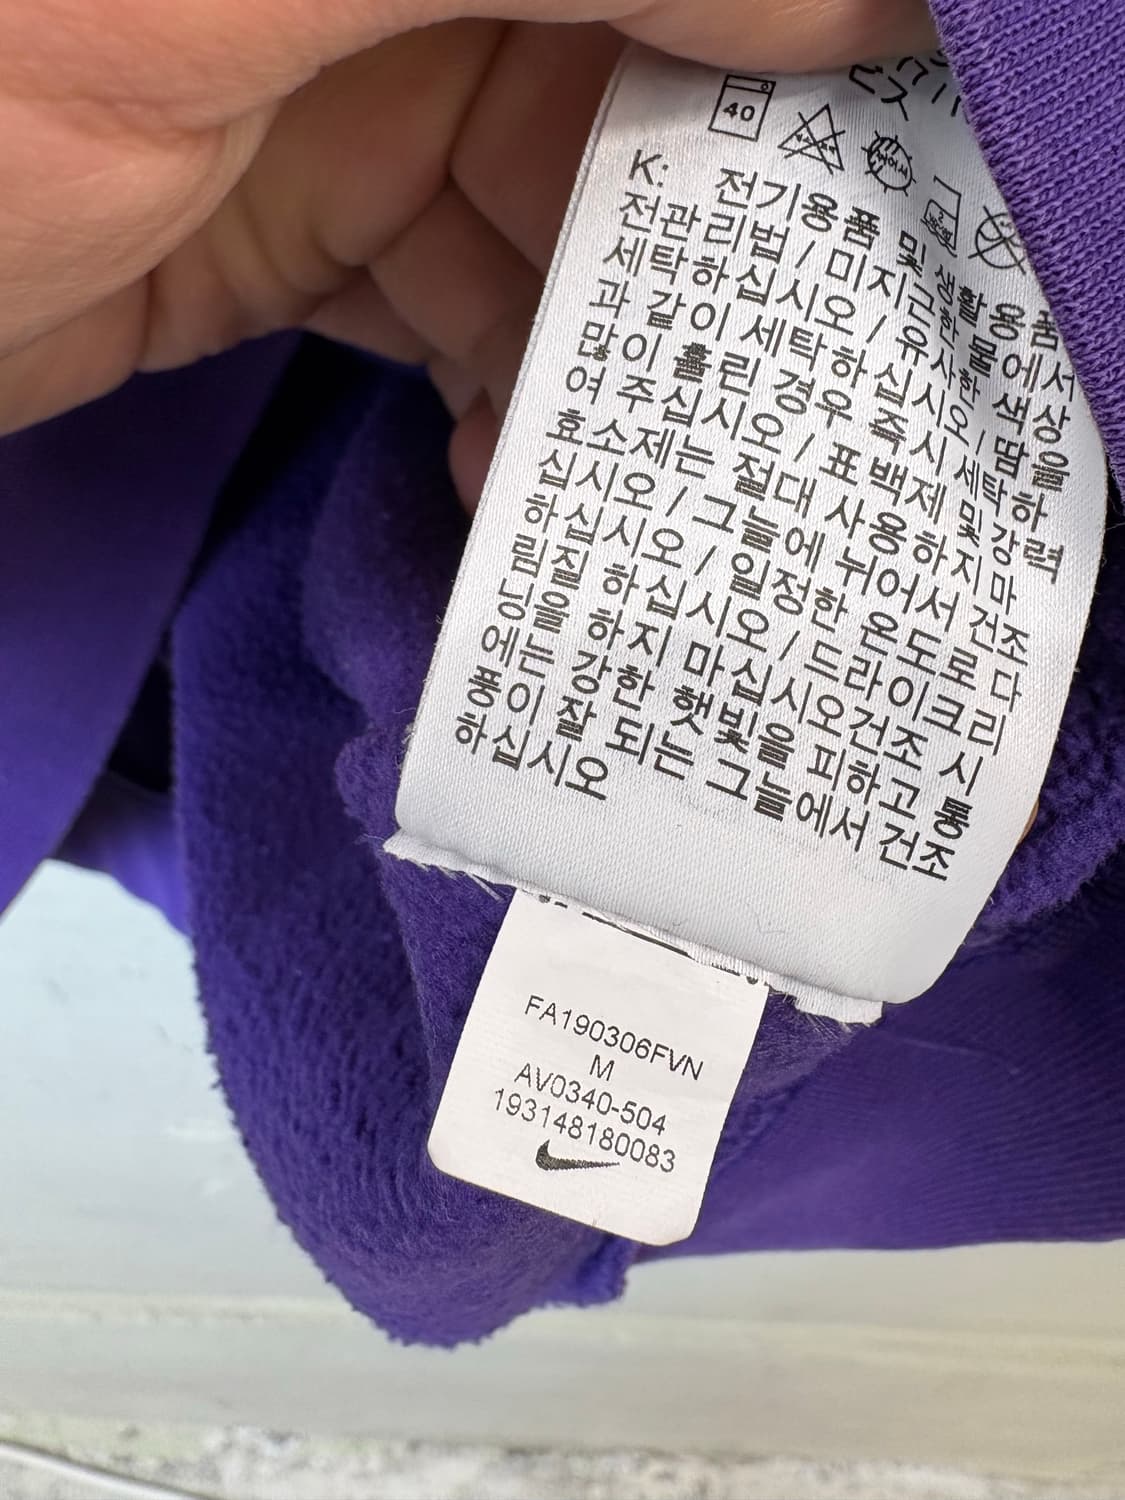 40
K: 전기용품 및 생활용품
전관리법 / 미지근한 물에서
세탁하십시오 / 유사한 색상
과 같이 세탁하십시오 / 땀을
많이 흘린 경우 즉시 세탁하
여 주십시오 / 표백제 및 강력
효소제는 절대 사용하지 마
십시오 / 그늘에 뉘어서 건조
하십시오 / 일정한 온도로 다
림질 하십시오 / 드라이크리
닝을 하지 마십시오건조 시
에는 강한 햇빛을 피하고 통
풍이 잘 되는 그늘에서 건조
하십시오
FA190306FVN
M
AV0340-504
193148180083